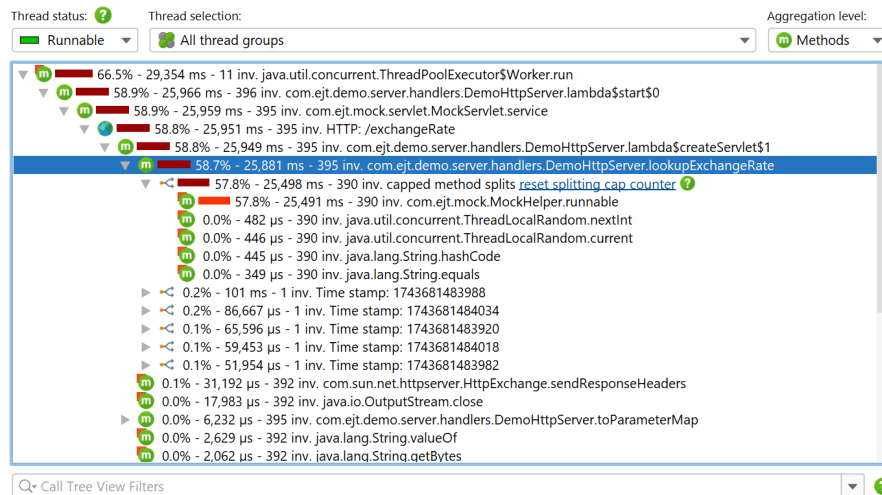 Thread status:
Thread selection:
Aggregation level:
Runnable
All thread groups
Methods
66.5% - 29,354 ms - 11 inv. java.util.concurrent.ThreadPoolExecutor$Worker.run
58.9% - 25,966 ms - 396 inv. com.ejt.demo.server.handlers.DemoHttpServer.lambda$start$0
58.9% - 25,959 ms - 395 inv. com.ejt.mock.servlet.MockServlet.service
58.8% - 25,951 ms - 395 inv. HTTP: /exchangeRate
58.8% - 25,949 ms - 395 inv. com.ejt.demo.server.handlers.DemoHttpServer.lambda$createServlet$1
58.7% - 25,881 ms - 395 inv. com.ejt.demo.server.handlers.DemoHttpServer.lookupExchangeRate
57.8% - 25,498 ms - 390 inv. capped method splits reset splitting cap counter
57.8% - 25,491 ms - 390 inv. com.ejt.mock.MockHelper.runnable
0.0% - 482 µs - 390 inv. java.util.concurrent.ThreadLocalRandom.nextInt
0.0% - 446 µs - 390 inv. java.util.concurrent.ThreadLocalRandom.current
0.0% - 445 µs - 390 inv. java.lang.String.hashCode
0.0% - 349 µs - 390 inv. java.lang.String.equals
0.2% - 101 ms - 1 inv. Time stamp: 1743681483988
0.2% - 86,667 µs - 1 inv. Time stamp: 1743681484034
0.1% - 65,596 µs - 1 inv. Time stamp: 1743681483920
0.1% - 59,453 µs - 1 inv. Time stamp: 1743681484018
0.1% - 51,954 µs - 1 inv. Time stamp: 1743681483982
0.1% - 31,192 µs - 392 inv. com.sun.net.httpserver.HttpExchange.sendResponseHeaders
0.0% - 17,983 µs - 392 inv. java.io.OutputStream.close
0.0% - 6,232 µs - 395 inv. com.ejt.demo.server.handlers.DemoHttpServer.toParameterMap
0.0% - 2,629 µs - 392 inv. java.lang.String.valueOf
0.0% - 2,062 µs - 392 inv. java.lang.String.getBytes
Call Tree View Filters